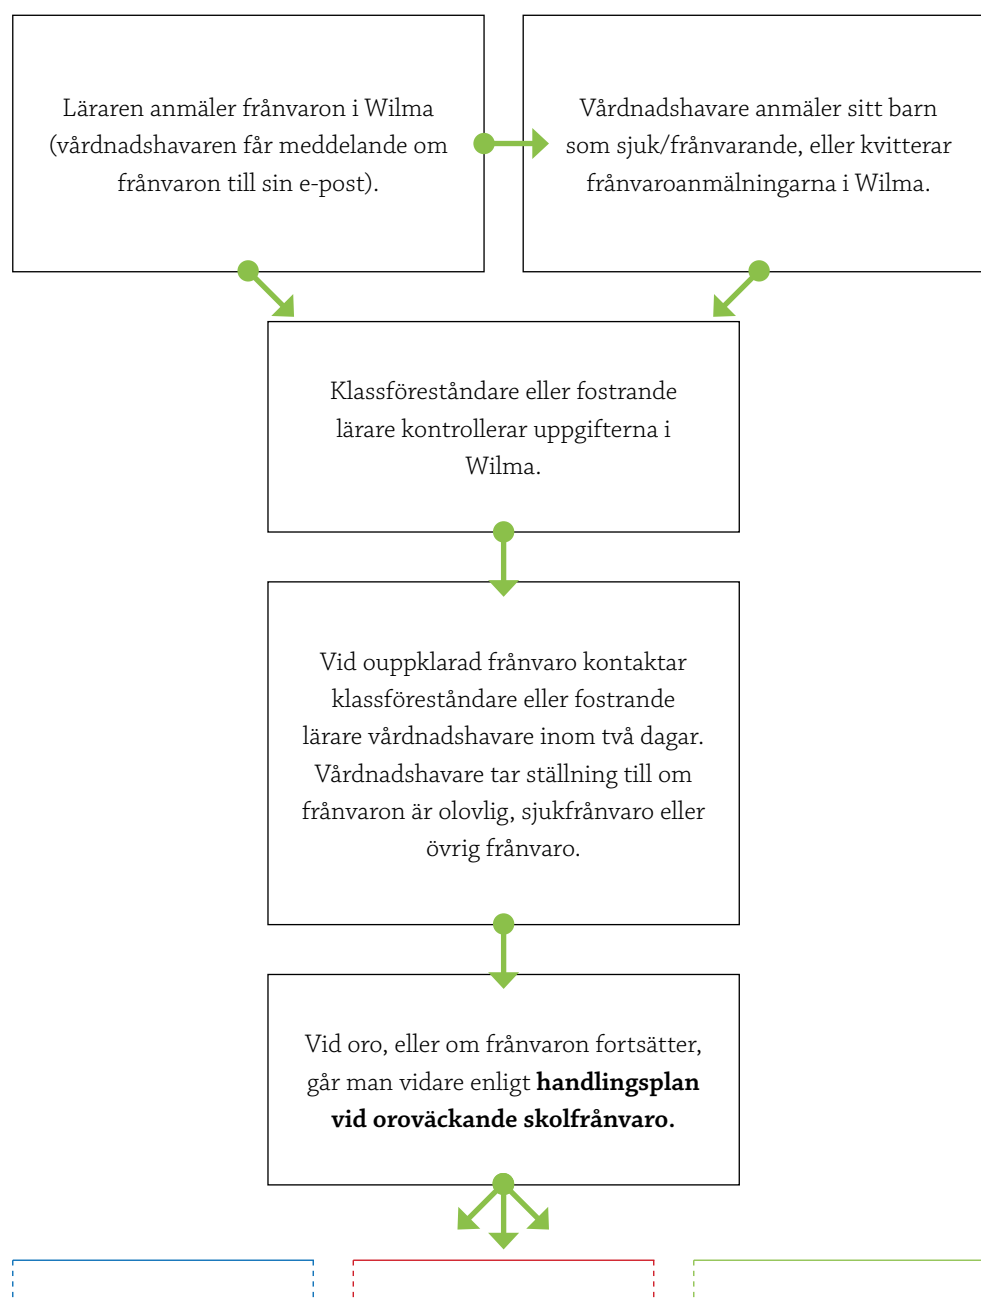 Läraren anmäler frånvaron i Wilma
(vårdnadshavaren får meddelande om
frånvaron till sin e-post).
Vårdnadshavare anmäler sitt barn
som sjuk/frånvarande, eller kvitterar
frånvaroanmälningarna i Wilma.
Klassföreståndare eller fostrande
lärare kontrollerar uppgifterna i
Wilma.
Vid ouppklarad frånvaro kontaktar
klassföreståndare eller fostrande
lärare vårdnadshavare inom två dagar.
Vårdnadshavare tar ställning till om
frånvaron är olovlig, sjukfrånvaro eller
övrig frånvaro.
Vid oro, eller om frånvaron fortsätter,
går man vidare enligt handlingsplan
vid oroväckande skolfrånvaro.